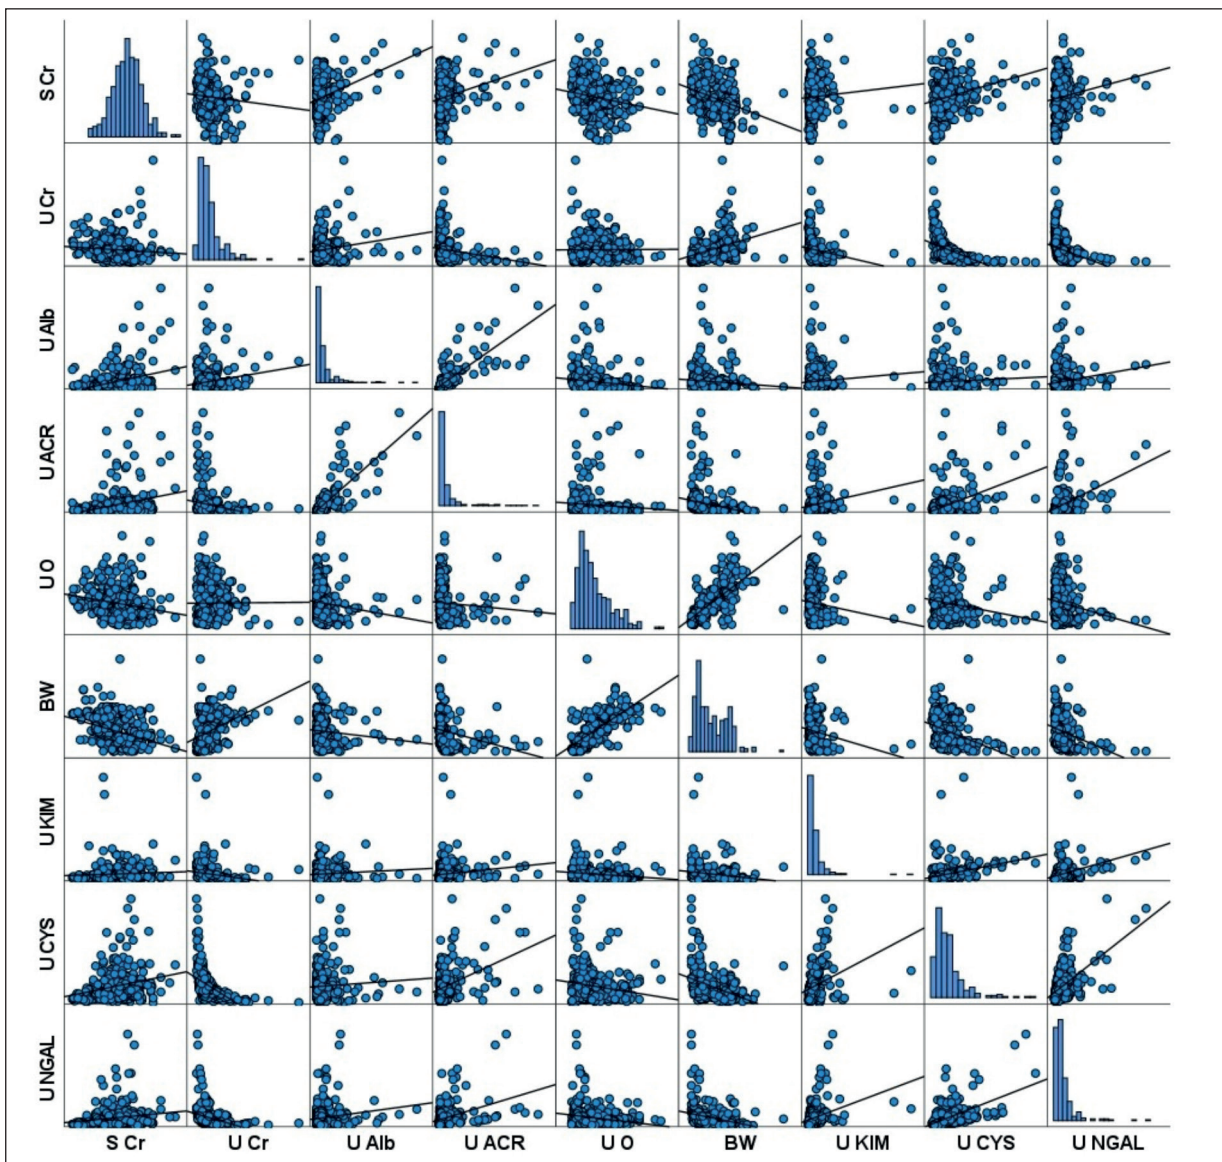 S Cr
U Cr
U Alb
U ACR
U O
BW
U KIM
U CYS
U NGAL
S Cr U Cr U Alb U ACR U O BW U KIM U CYS U NGAL